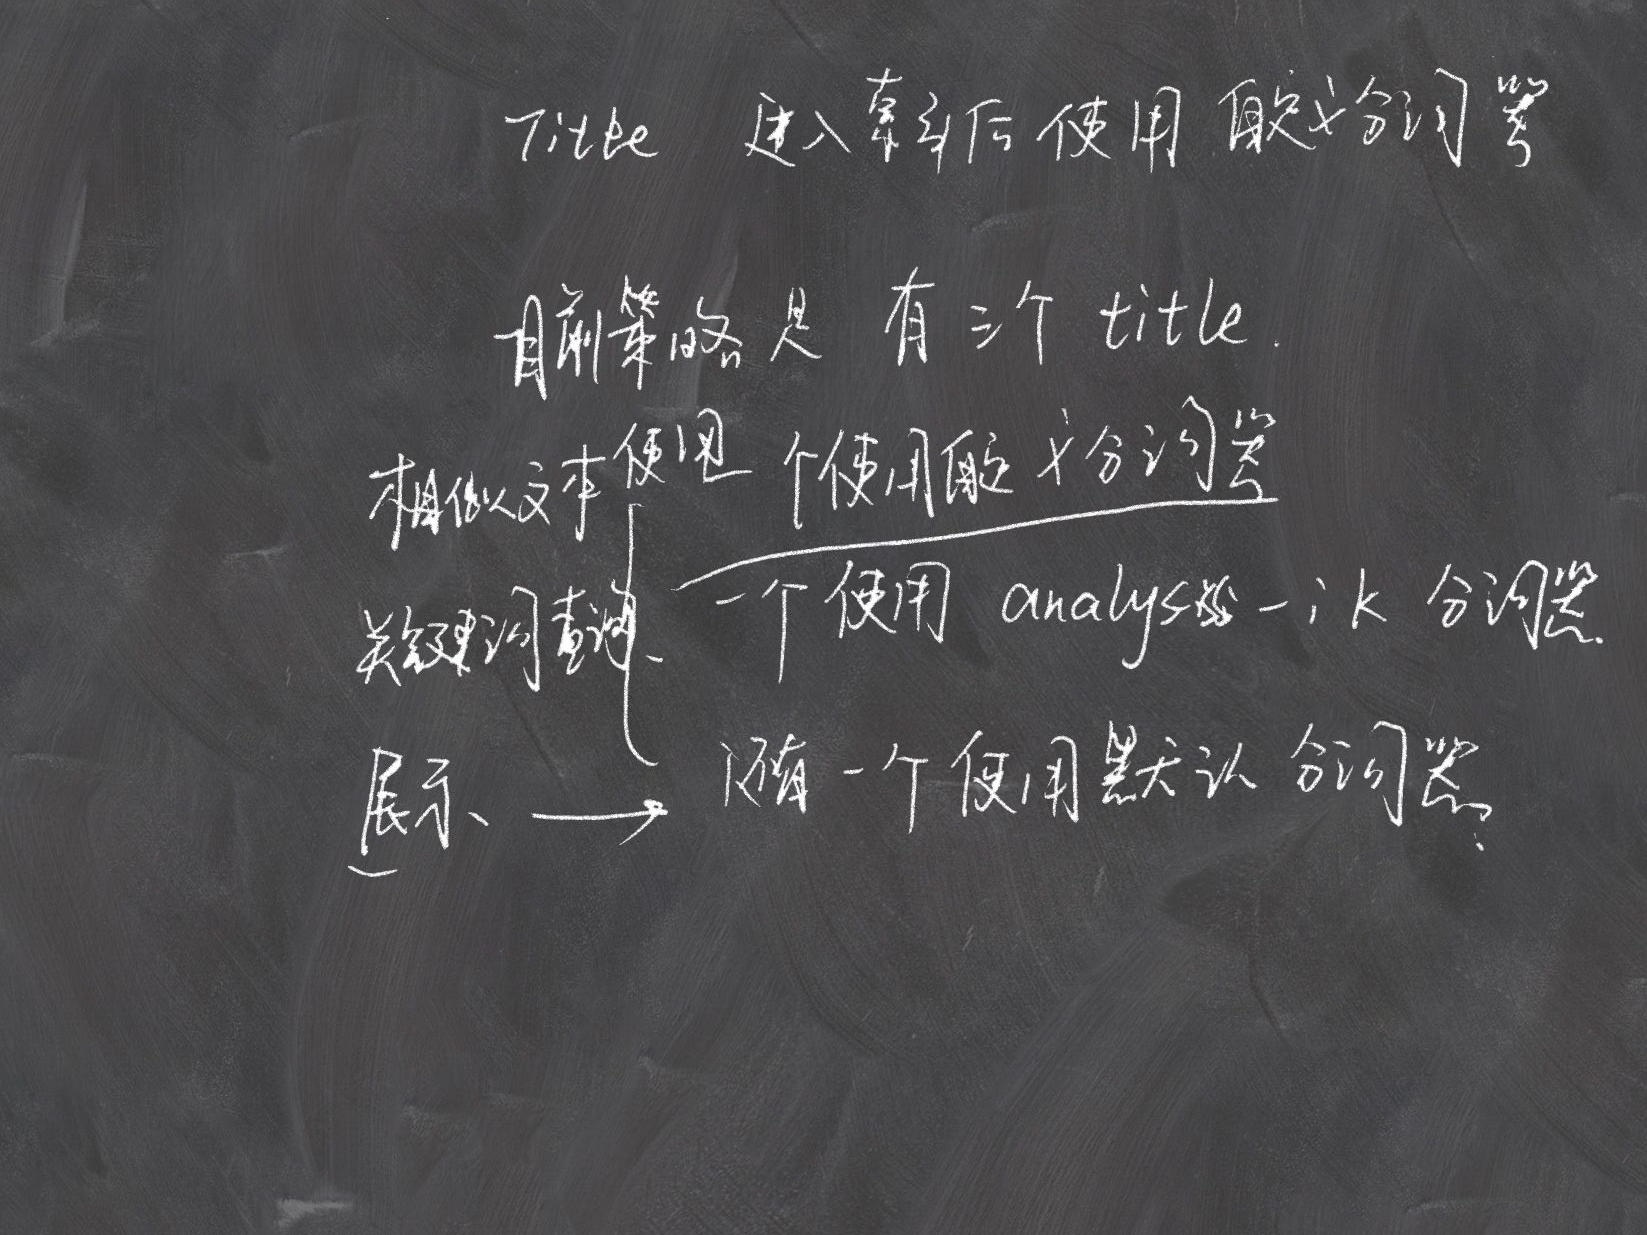 Title 进入索引后使用自定义分词器
目前策略是 有三个 title.
相似文本使用 一个使用自定义分词器
关键词查询、 一个使用 analysis-ik 分词器
展示、 → 还有一个使用默认分词器